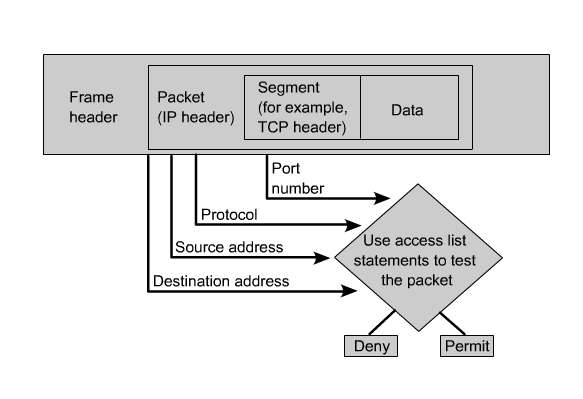 Frame
header
Packet
(IP header)
Segment
(for example,
TCP header)
Data
Port
number
Protocol
Source address
Destination address
Use access list
statements to test
the packet
Deny
Permit